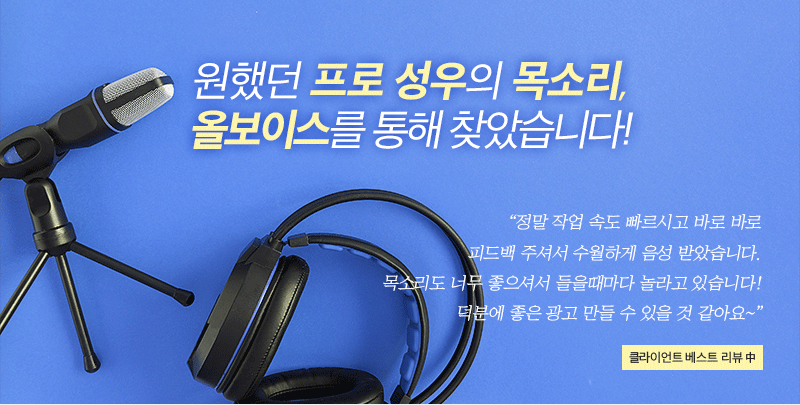 원했던 프로 성우의 목소리,
올보이스를 통해 찾았습니다!
“정말 작업 속도 빠르시고 바로 바로
피드백 주셔서 수월하게 음성 받았습니다.
목소리도 너무 좋으셔서 들을때마다 놀라고 있습니다!
덕분에 좋은 광고 만들 수 있을 것 같아요~”
클라이언트 베스트 리뷰 中